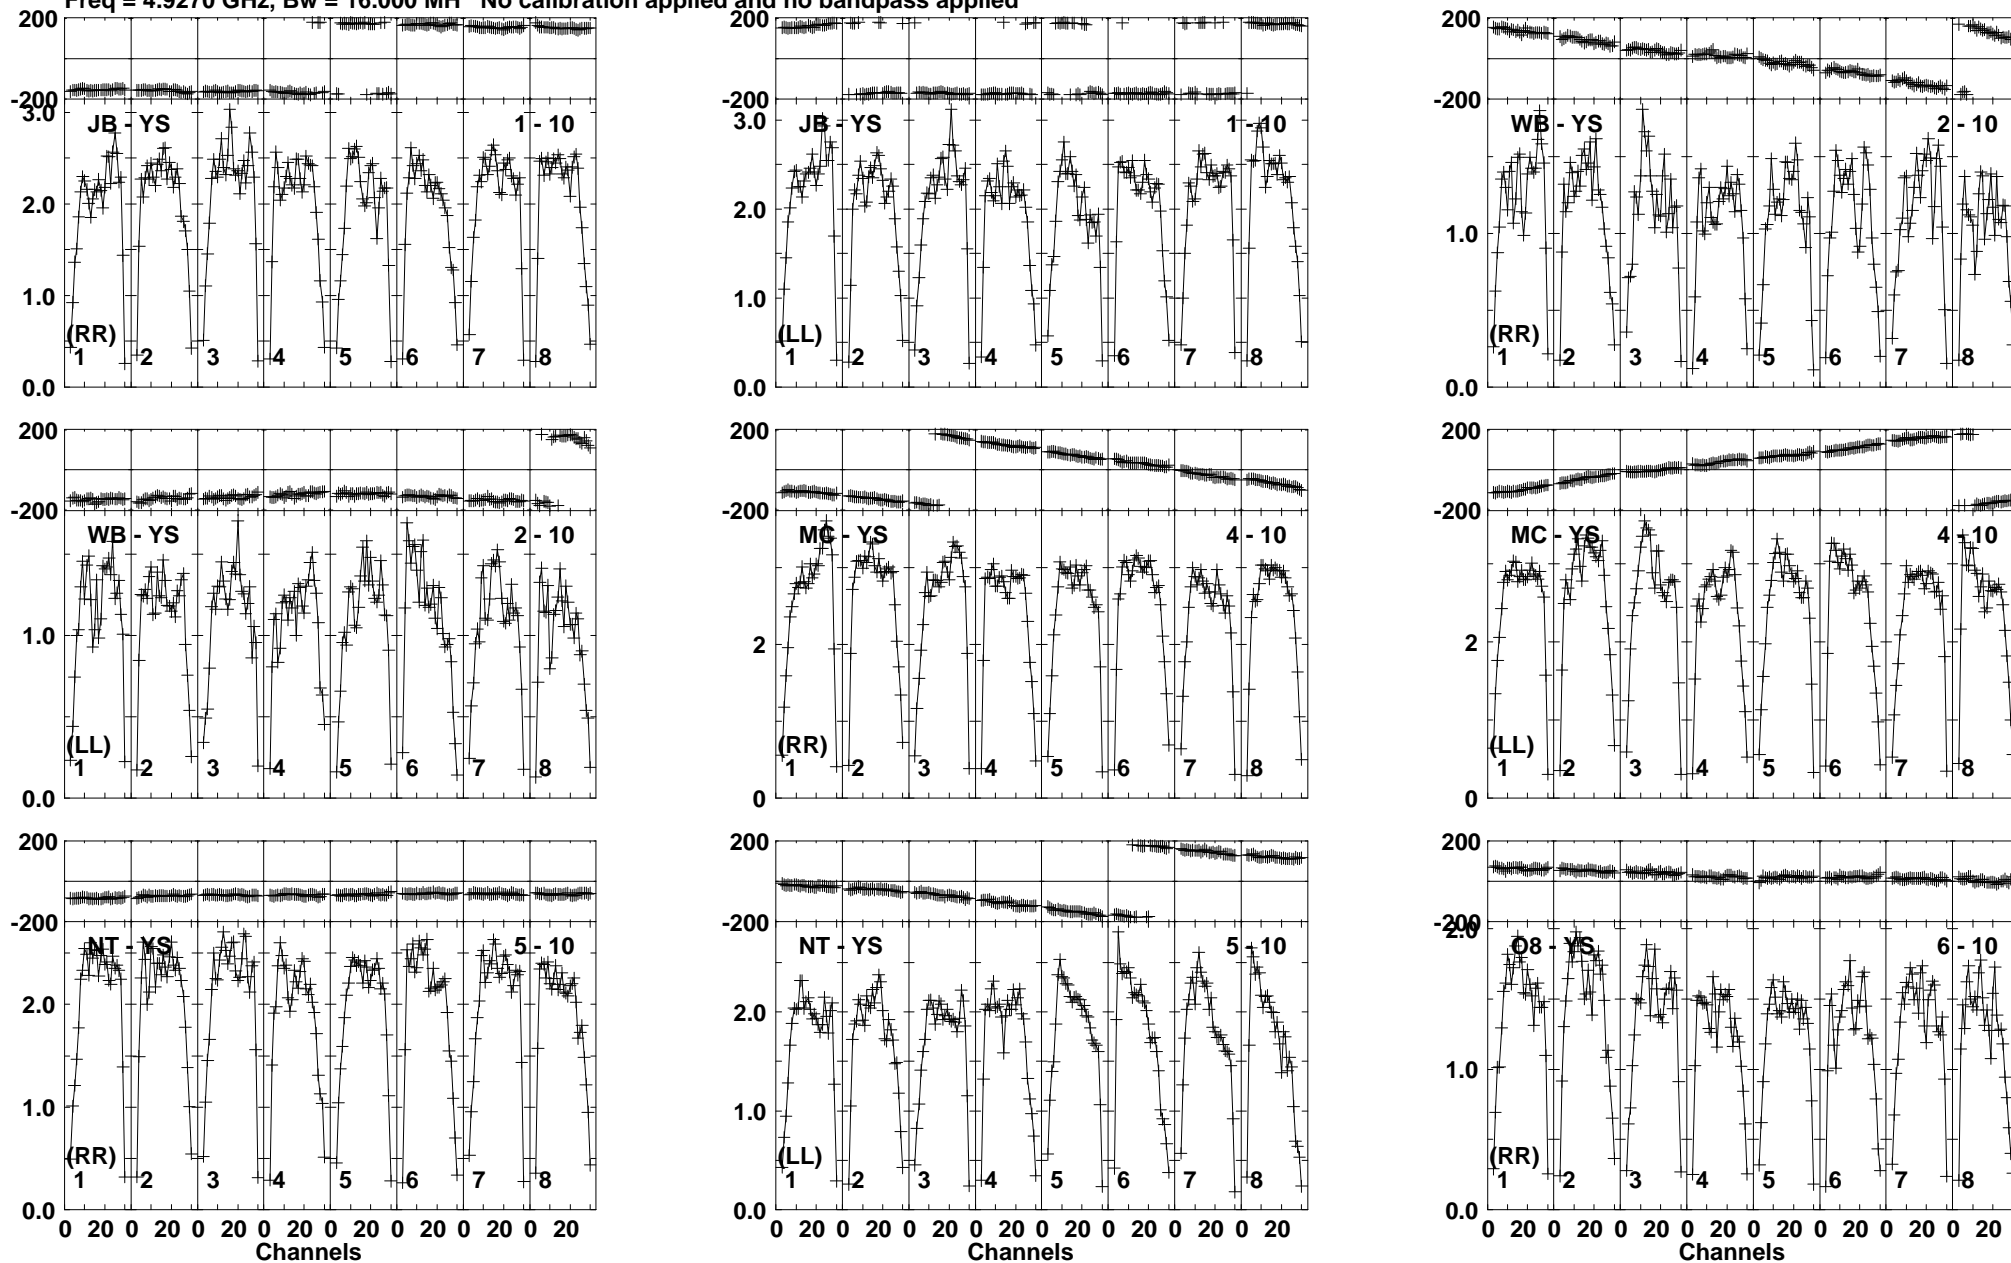 Freq = 4.9270 GHz, Bw = 16.000 MH No calibration applied and no bandpass applied
200 200 200
-200 -200 -200
3.0 JB - YS 1 - 10 3.0 JB - YS 1 - 10 WB - YS 2 - 10
2.0 2.0
1.0 1.0 1.0
(RR) (LL) (RR)
1 2 3 4 5 6 7 8 1 2 3 4 5 6 7 8 1 2 3 4 5 6 7 8
0.0 0.0 0.0
200 200 200
-200 -200 -200
WB - YS 2 - 10 MC - YS 4 - 10 MC - YS 4 - 10
1.0 2 2
(LL) (RR) (LL)
1 2 3 4 5 6 7 8 1 2 3 4 5 6 7 8 1 2 3 4 5 6 7 8
0.0 0 0
200 200 200
-200 -200 -200
NT - YS 5 - 10 NT - YS 5 - 10 2.0 O8 - YS 6 - 10
2.0 2.0
1.0 1.0 1.0
(RR) (LL) (RR)
1 2 3 4 5 6 7 8 1 2 3 4 5 6 7 8 1 2 3 4 5 6 7 8
0.0 0.0 0.0
0 20 0 20 0 20 0 20 0 20 0 20 0 20 0 20 0 20 0 20 0 20 0 20 0 20 0 20 0 20 0 20 0 20 0 20 0 20 0 20 0 20 0 20 0 20 0 20
Channels Channels Channels